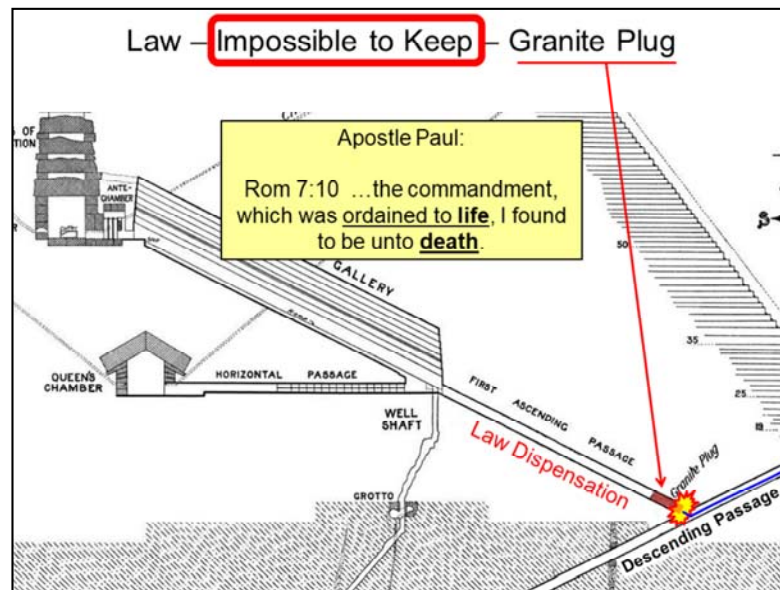 Law – Impossible to Keep – Granite Plug
Apostle Paul:
Rom 7:10 …the commandment,
which was ordained to life, I found
to be unto death.
OF
TION
ANTE-
CHAMBER
GALLERY
QUEEN'S
CHAMBER
HORIZONTAL PASSAGE
WELL
SHAFT
GROTTO
FIRST ASCENDING PASSAGE
Law Dispensation
Granite Plug
Descending Passage
50
35
25